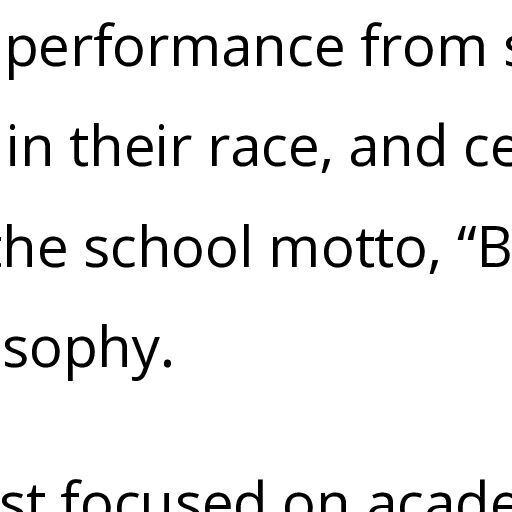 performance from s
in their race, and ce
the school motto, “B
sophy.
st focused on acade